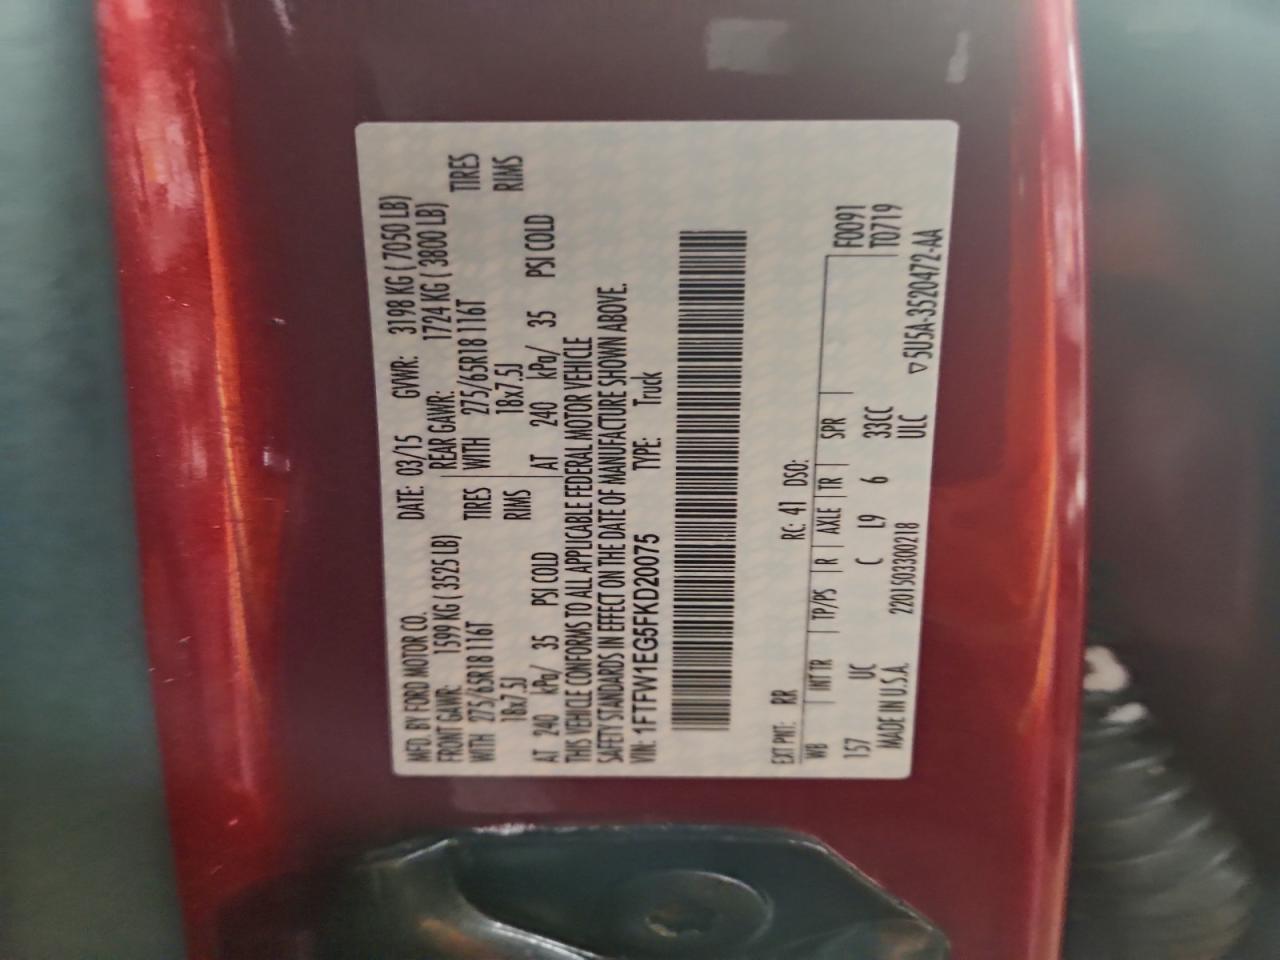 MFD. BY FORD MOTOR CO. DATE: 03/15 GVWR: 3198 KG ( 7050 LB)
FRONT GAWR: 1599 KG ( 3525 LB) REAR GAWR: 1724 KG ( 3800 LB)
WITH 275/65R18 116T TIRES WITH 275/65R18 116T TIRES
18x7.5J RIMS 18x7.5J RIMS
AT 240 kPa/ 35 PSI COLD AT 240 kPa/ 35 PSI COLD
THIS VEHICLE CONFORMS TO ALL APPLICABLE FEDERAL MOTOR VEHICLE
SAFETY STANDARDS IN EFFECT ON THE DATE OF MANUFACTURE SHOWN ABOVE.
VIN: 1FTFW1EG5FKD20075 TYPE: Truck
EXT PNT: RR RC: 41 DSO:
WB INT TR TP/PS R AXLE TR SPR F0091
157 UC C L9 6 33CC T0719
ULC
MADE IN U.S.A. 2201503300218 ▽5U5A-3520472-AA